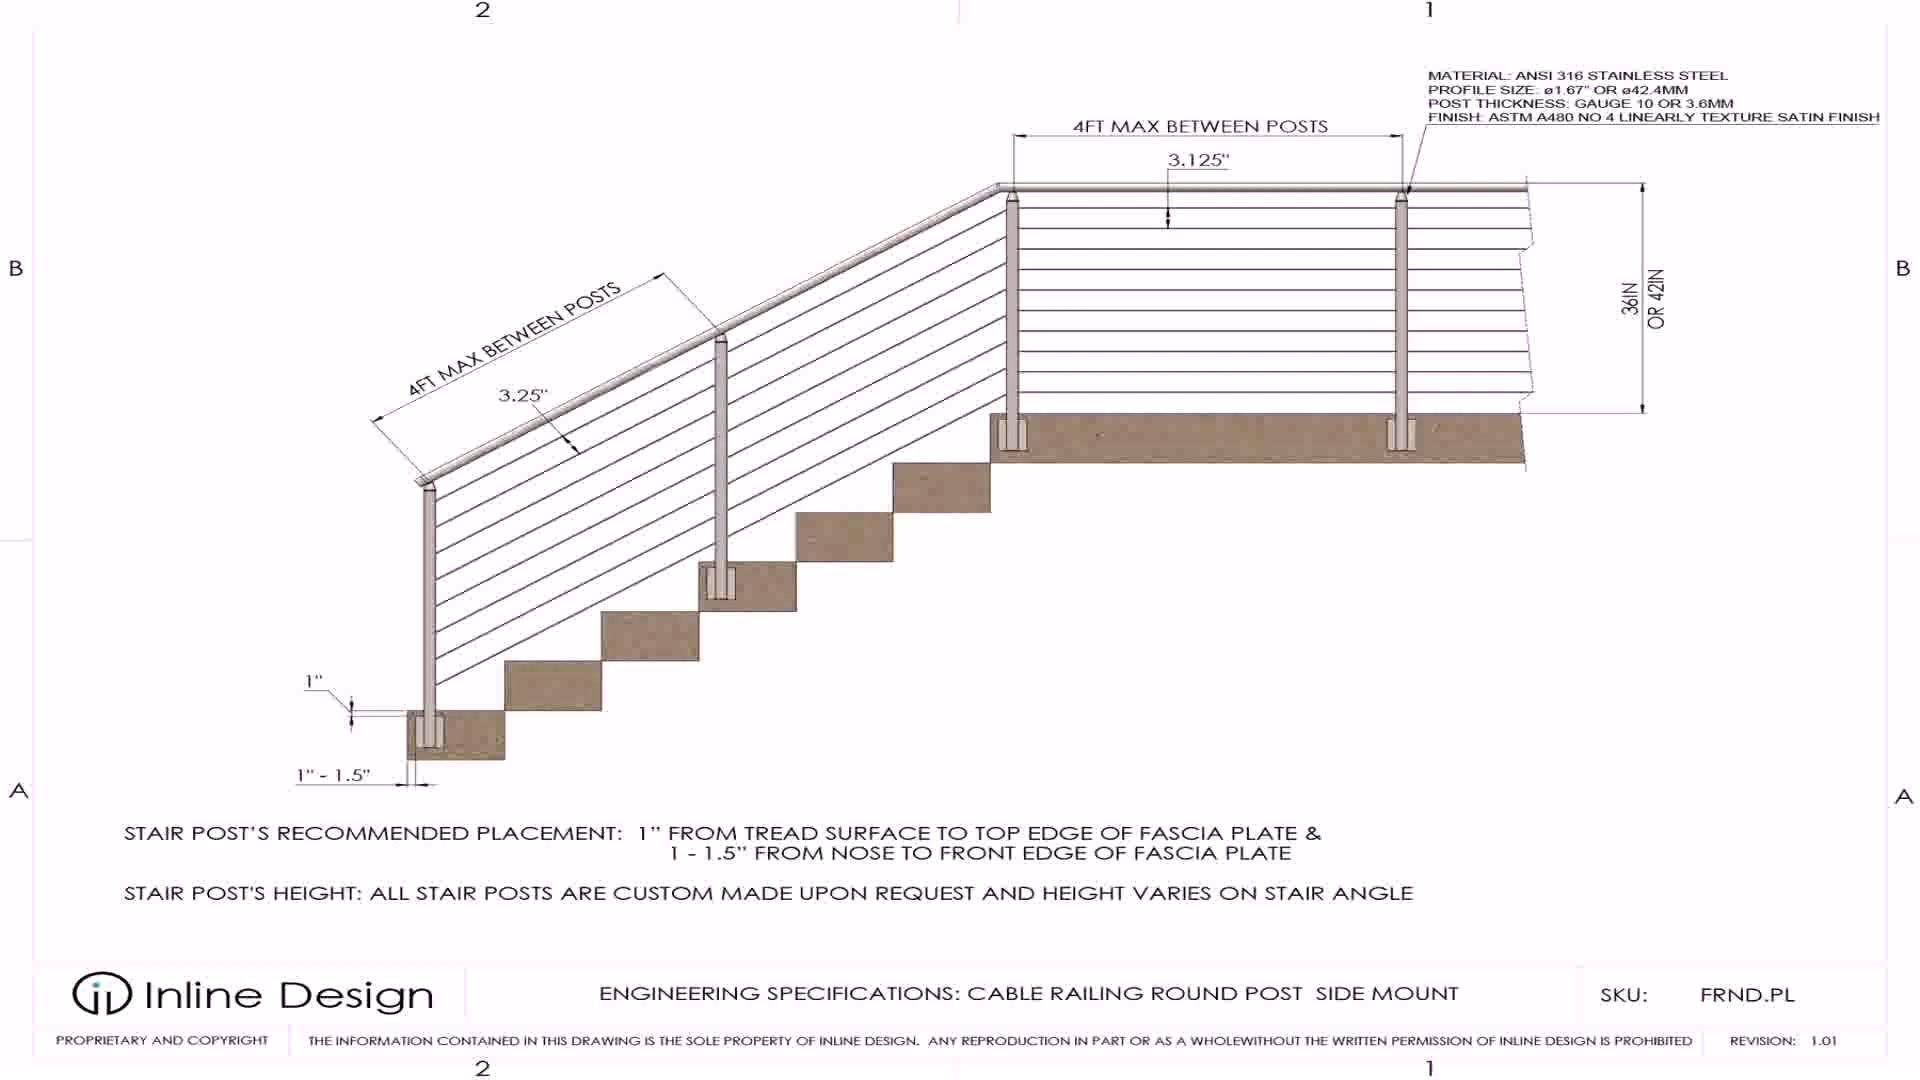 2
1
MATERIAL: ANSI 316 STAINLESS STEEL
PROFILE SIZE: ø1.67" OR ø42.4MM
POST THICKNESS: GAUGE 10 OR 3.6MM
FINISH: ASTM A480 NO 4 LINEARLY TEXTURE SATIN FINISH
4FT MAX BETWEEN POSTS
3.125"
B
B
36IN
OR 42IN
4FT MAX BETWEEN POSTS
3.25"
1"
1" - 1.5"
A
A
STAIR POST’S RECOMMENDED PLACEMENT: 1” FROM TREAD SURFACE TO TOP EDGE OF FASCIA PLATE &
1 - 1.5” FROM NOSE TO FRONT EDGE OF FASCIA PLATE
STAIR POST'S HEIGHT: ALL STAIR POSTS ARE CUSTOM MADE UPON REQUEST AND HEIGHT VARIES ON STAIR ANGLE
Inline Design
ENGINEERING SPECIFICATIONS: CABLE RAILING ROUND POST SIDE MOUNT
SKU: FRND.PL
PROPRIETARY AND COPYRIGHT
THE INFORMATION CONTAINED IN THIS DRAWING IS THE SOLE PROPERTY OF INLINE DESIGN. ANY REPRODUCTION IN PART OR AS A WHOLEWITHOUT THE WRITTEN PERMISSION OF INLINE DESIGN IS PROHIBITED
REVISION: 1.01
2
1